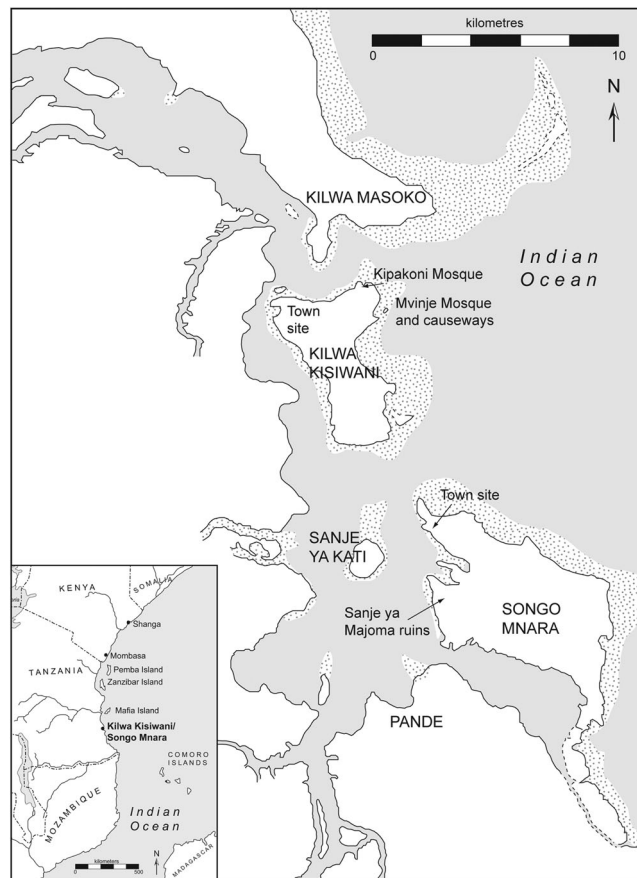 kilometres
0 10
N
KILWA MASOKO
Indian
Ocean
Kipakoni Mosque
Mvinje Mosque
and causeways
Town
site
KILWA
KISIWANI
Town site
SANJE
YA KATI
Sanje ya
Majoma ruins
SONGO
MNARA
PANDE
KENYA
SOMALIA
Shanga
Mombasa
TANZANIA
Pemba Island
Zanzibar Island
Mafia Island
Kilwa Kisiwani/
Songo Mnara
COMORO
ISLANDS
MOZAMBIQUE
Indian
Ocean
MADAGASCAR
kilometers
N
0 500